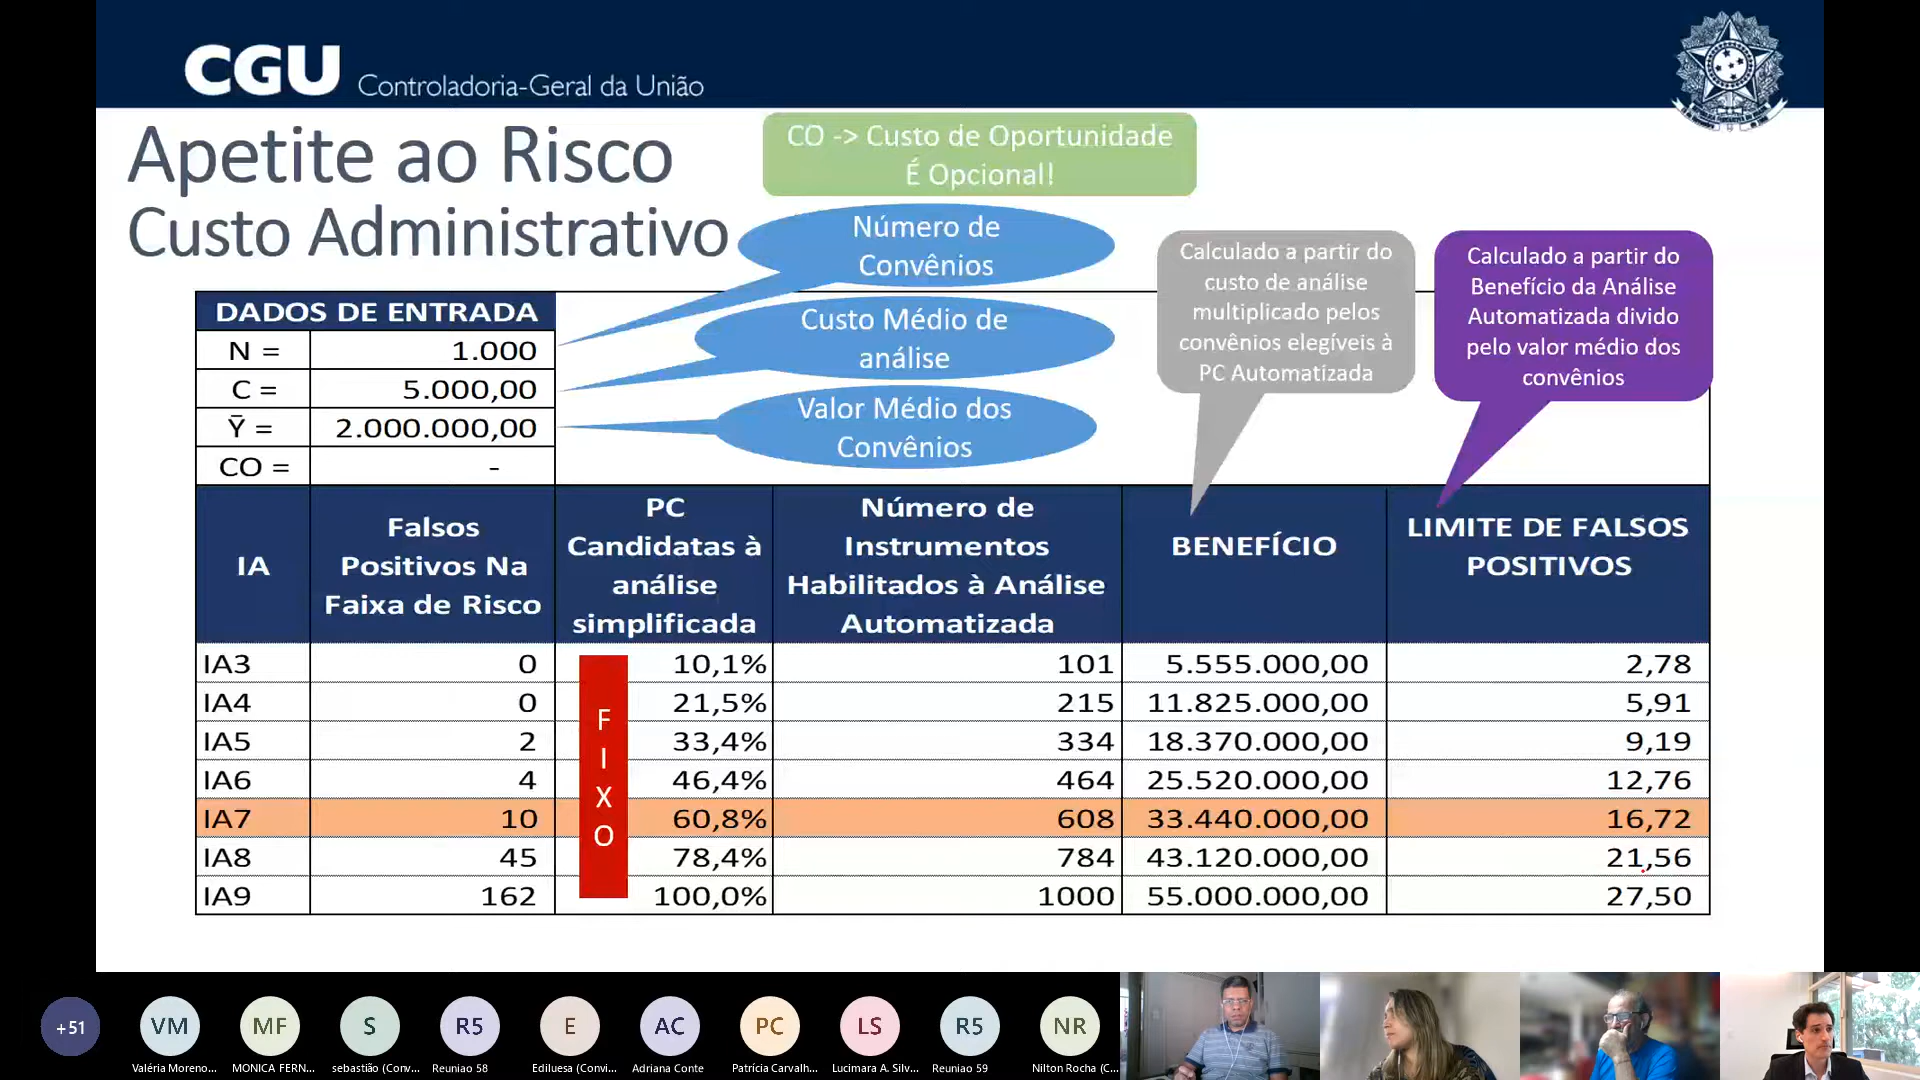 CGU Controladoria-Geral da União
Apetite ao Risco
Custo Administrativo
CO -> Custo de Oportunidade
É Opcional!
Número de
Convênios
Custo Médio de
análise
Valor Médio dos
Convênios
Calculado a partir do
custo de análise
multiplicado pelos
convênios elegíveis à
PC Automatizada
Calculado a partir do
Benefício da Análise
Automatizada divido
pelo valor médio dos
convênios
DADOS DE ENTRADA
N = 1.000
C = 5.000,00
Ȳ = 2.000.000,00
CO = -
IA
Falsos
Positivos Na
Faixa de Risco
PC
Candidatas à
análise
simplificada
Número de
Instrumentos
Habilitados à Análise
Automatizada
BENEFÍCIO
LIMITE DE FALSOS
POSITIVOS
IA3 0 10,1% 101 5.555.000,00 2,78
IA4 0 21,5% 215 11.825.000,00 5,91
IA5 2 33,4% 334 18.370.000,00 9,19
IA6 4 46,4% 464 25.520.000,00 12,76
IA7 10 60,8% 608 33.440.000,00 16,72
IA8 45 78,4% 784 43.120.000,00 21,56
IA9 162 100,0% 1000 55.000.000,00 27,50
F
I
X
O
+51
VM
MF
S
R5
E
AC
PC
LS
R5
NR
Valéria Moreno...
MONICA FERN...
sebastião (Conv...
Reuniao 58
Ediluesa (Convi...
Adriana Conte
Patrícia Carvalh...
Lucimara A. Silv...
Reuniao 59
Nilton Rocha (C...